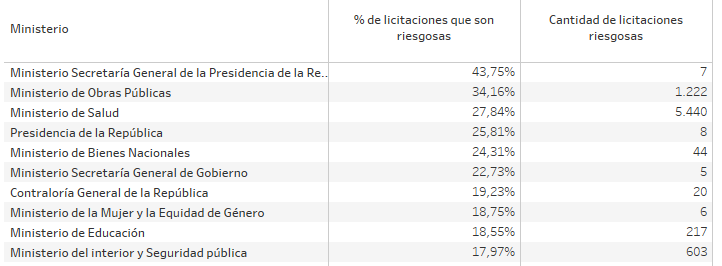 Ministerio % de licitaciones que son riesgosas Cantidad de licitaciones riesgosas
Ministerio Secretaría General de la Presidencia de la Re.. 43,75% 7
Ministerio de Obras Públicas 34,16% 1.222
Ministerio de Salud 27,84% 5.440
Presidencia de la República 25,81% 8
Ministerio de Bienes Nacionales 24,31% 44
Ministerio Secretaría General de Gobierno 22,73% 5
Contraloría General de la República 19,23% 20
Ministerio de la Mujer y la Equidad de Género 18,75% 6
Ministerio de Educación 18,55% 217
Ministerio del interior y Seguridad pública 17,97% 603